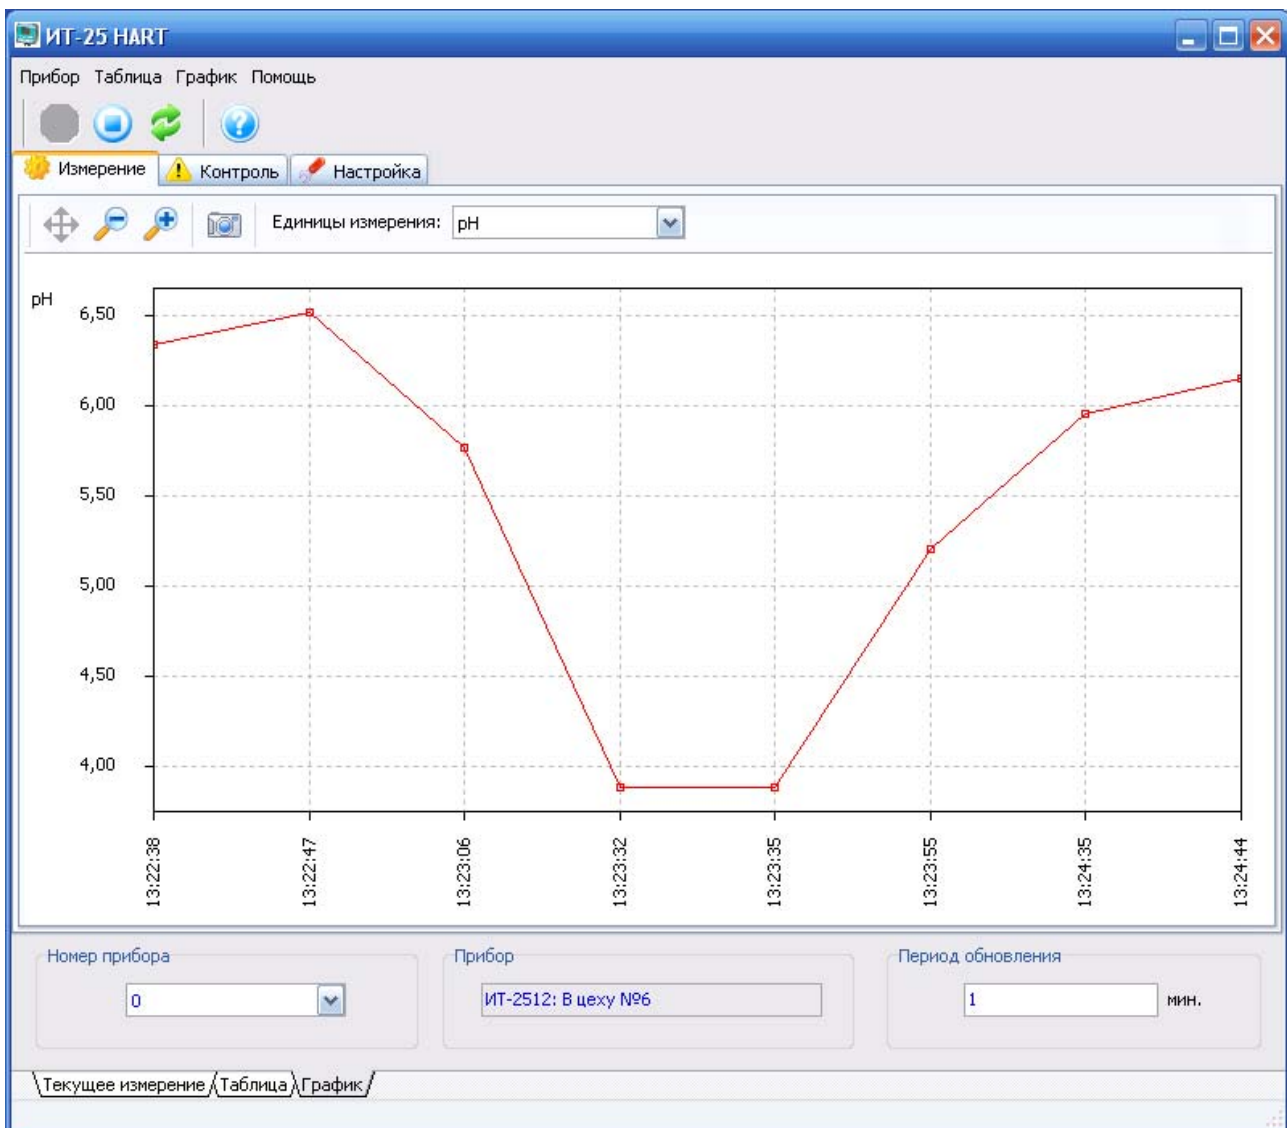 ИТ-25 HART
Прибор Таблица График Помощь
Измерение Контроль Настройка
Единицы измерения: pH
pH
6,50
6,00
5,50
5,00
4,50
4,00
13:22:38 13:22:47 13:23:06 13:23:32 13:23:35 13:23:55 13:24:35 13:24:44
Номер прибора Прибор Период обновления
0 ИТ-2512: В цеху №6 1 мин.
Текущее измерение Таблица График